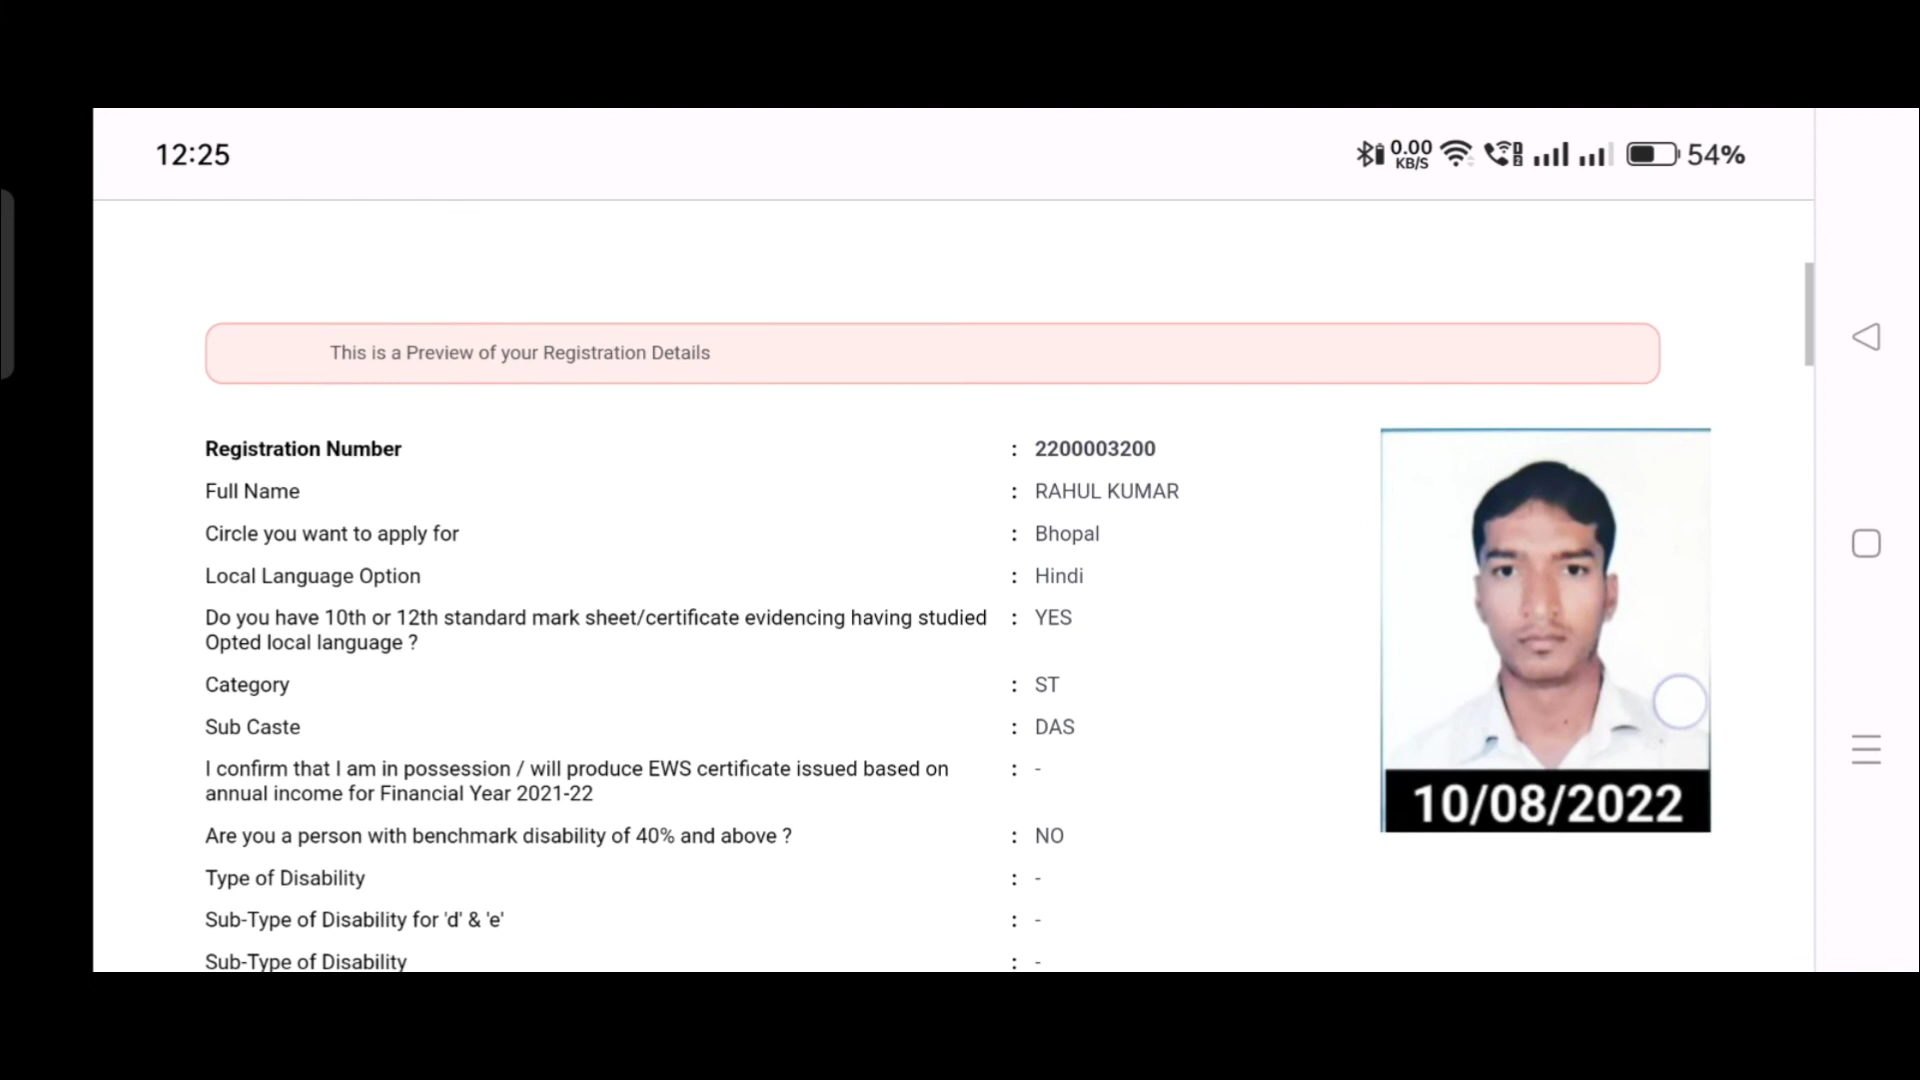 12:25
0.00 KB/S
54%
This is a Preview of your Registration Details
Registration Number : 2200003200
Full Name : RAHUL KUMAR
Circle you want to apply for : Bhopal
Local Language Option : Hindi
Do you have 10th or 12th standard mark sheet/certificate evidencing having studied : YES
Opted local language ?
Category : ST
Sub Caste : DAS
I confirm that I am in possession / will produce EWS certificate issued based on : -
annual income for Financial Year 2021-22
Are you a person with benchmark disability of 40% and above ? : NO
Type of Disability : -
Sub-Type of Disability for 'd' & 'e' : -
Sub-Type of Disability : -
10/08/2022